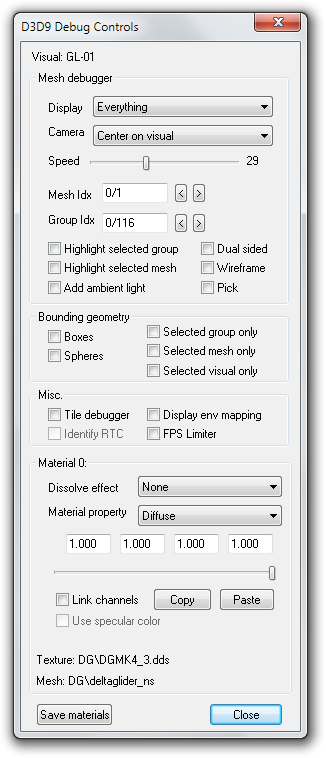 D3D9 Debug Controls
Visual: GL-01
Mesh debugger
Display Everything
Camera Center on visual
Speed 29
Mesh Idx 0/1 < >
Group Idx 0/116 < >
Highlight selected group Dual sided
Highlight selected mesh Wireframe
Add ambient light Pick
Bounding geometry
Boxes Selected group only
Spheres Selected mesh only
Selected visual only
Misc.
Tile debugger Display env mapping
Identify RTC FPS Limiter
Material 0:
Dissolve effect None
Material property Diffuse
1.000 1.000 1.000 1.000
Link channels Copy Paste
Use specular color
Texture: DG\DGMK4_3.dds
Mesh: DG\deltaglider_ns
Save materials Close